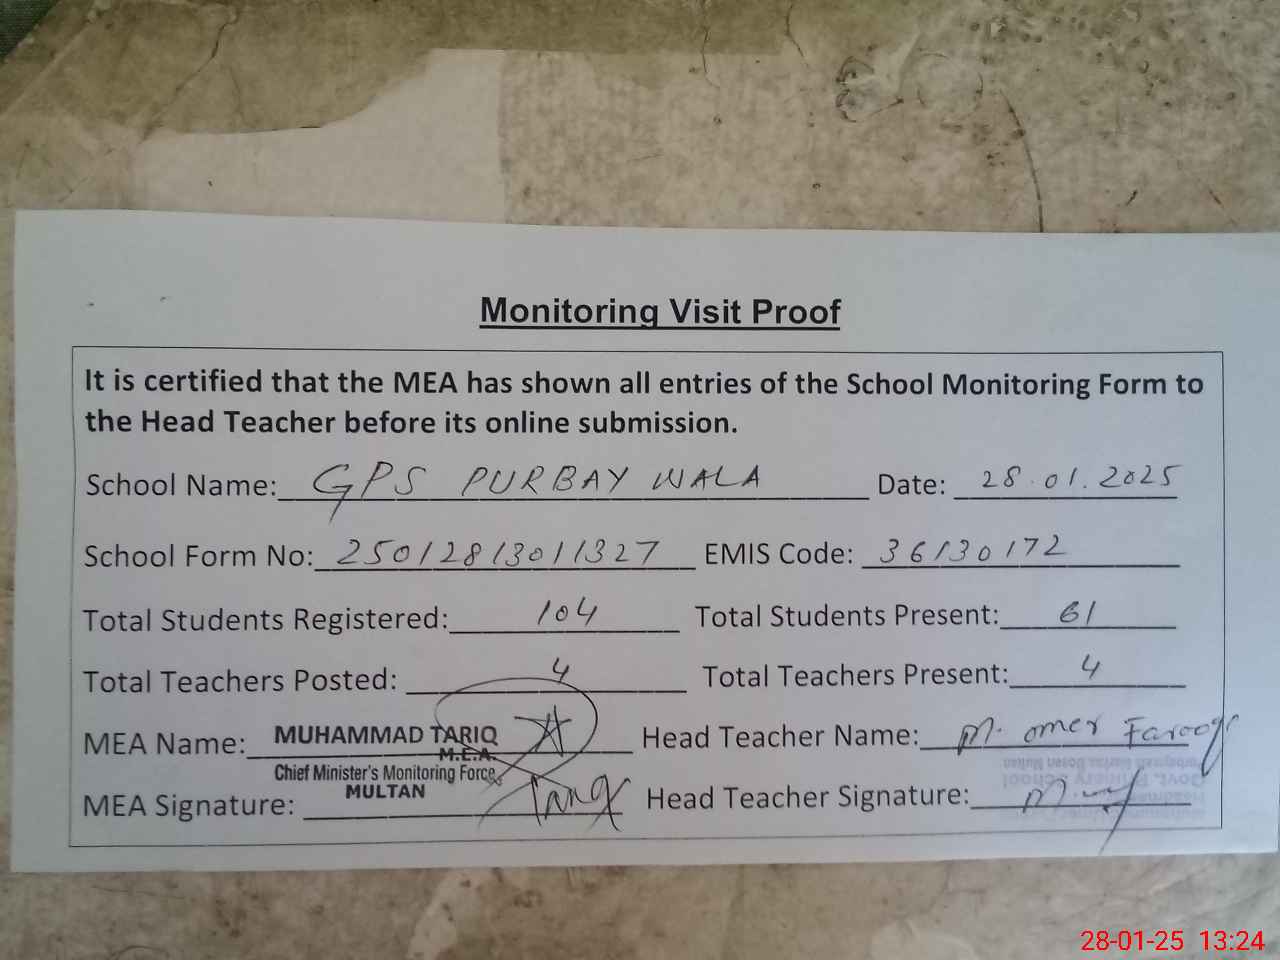 Monitoring Visit Proof
It is certified that the MEA has shown all entries of the School Monitoring Form to
the Head Teacher before its online submission.
School Name: GPS PURBAY WALA Date: 28.01.2025
School Form No: 25012813011327 EMIS Code: 36130172
Total Students Registered: 104 Total Students Present: 61
Total Teachers Posted: 4 Total Teachers Present: 4
MEA Name: MUHAMMAD TARIQ Head Teacher Name: M. omer Farooq
M.E.A.
Chief Minister's Monitoring Force
MULTAN
MEA Signature: Tariq Head Teacher Signature:
28-01-25 13:24